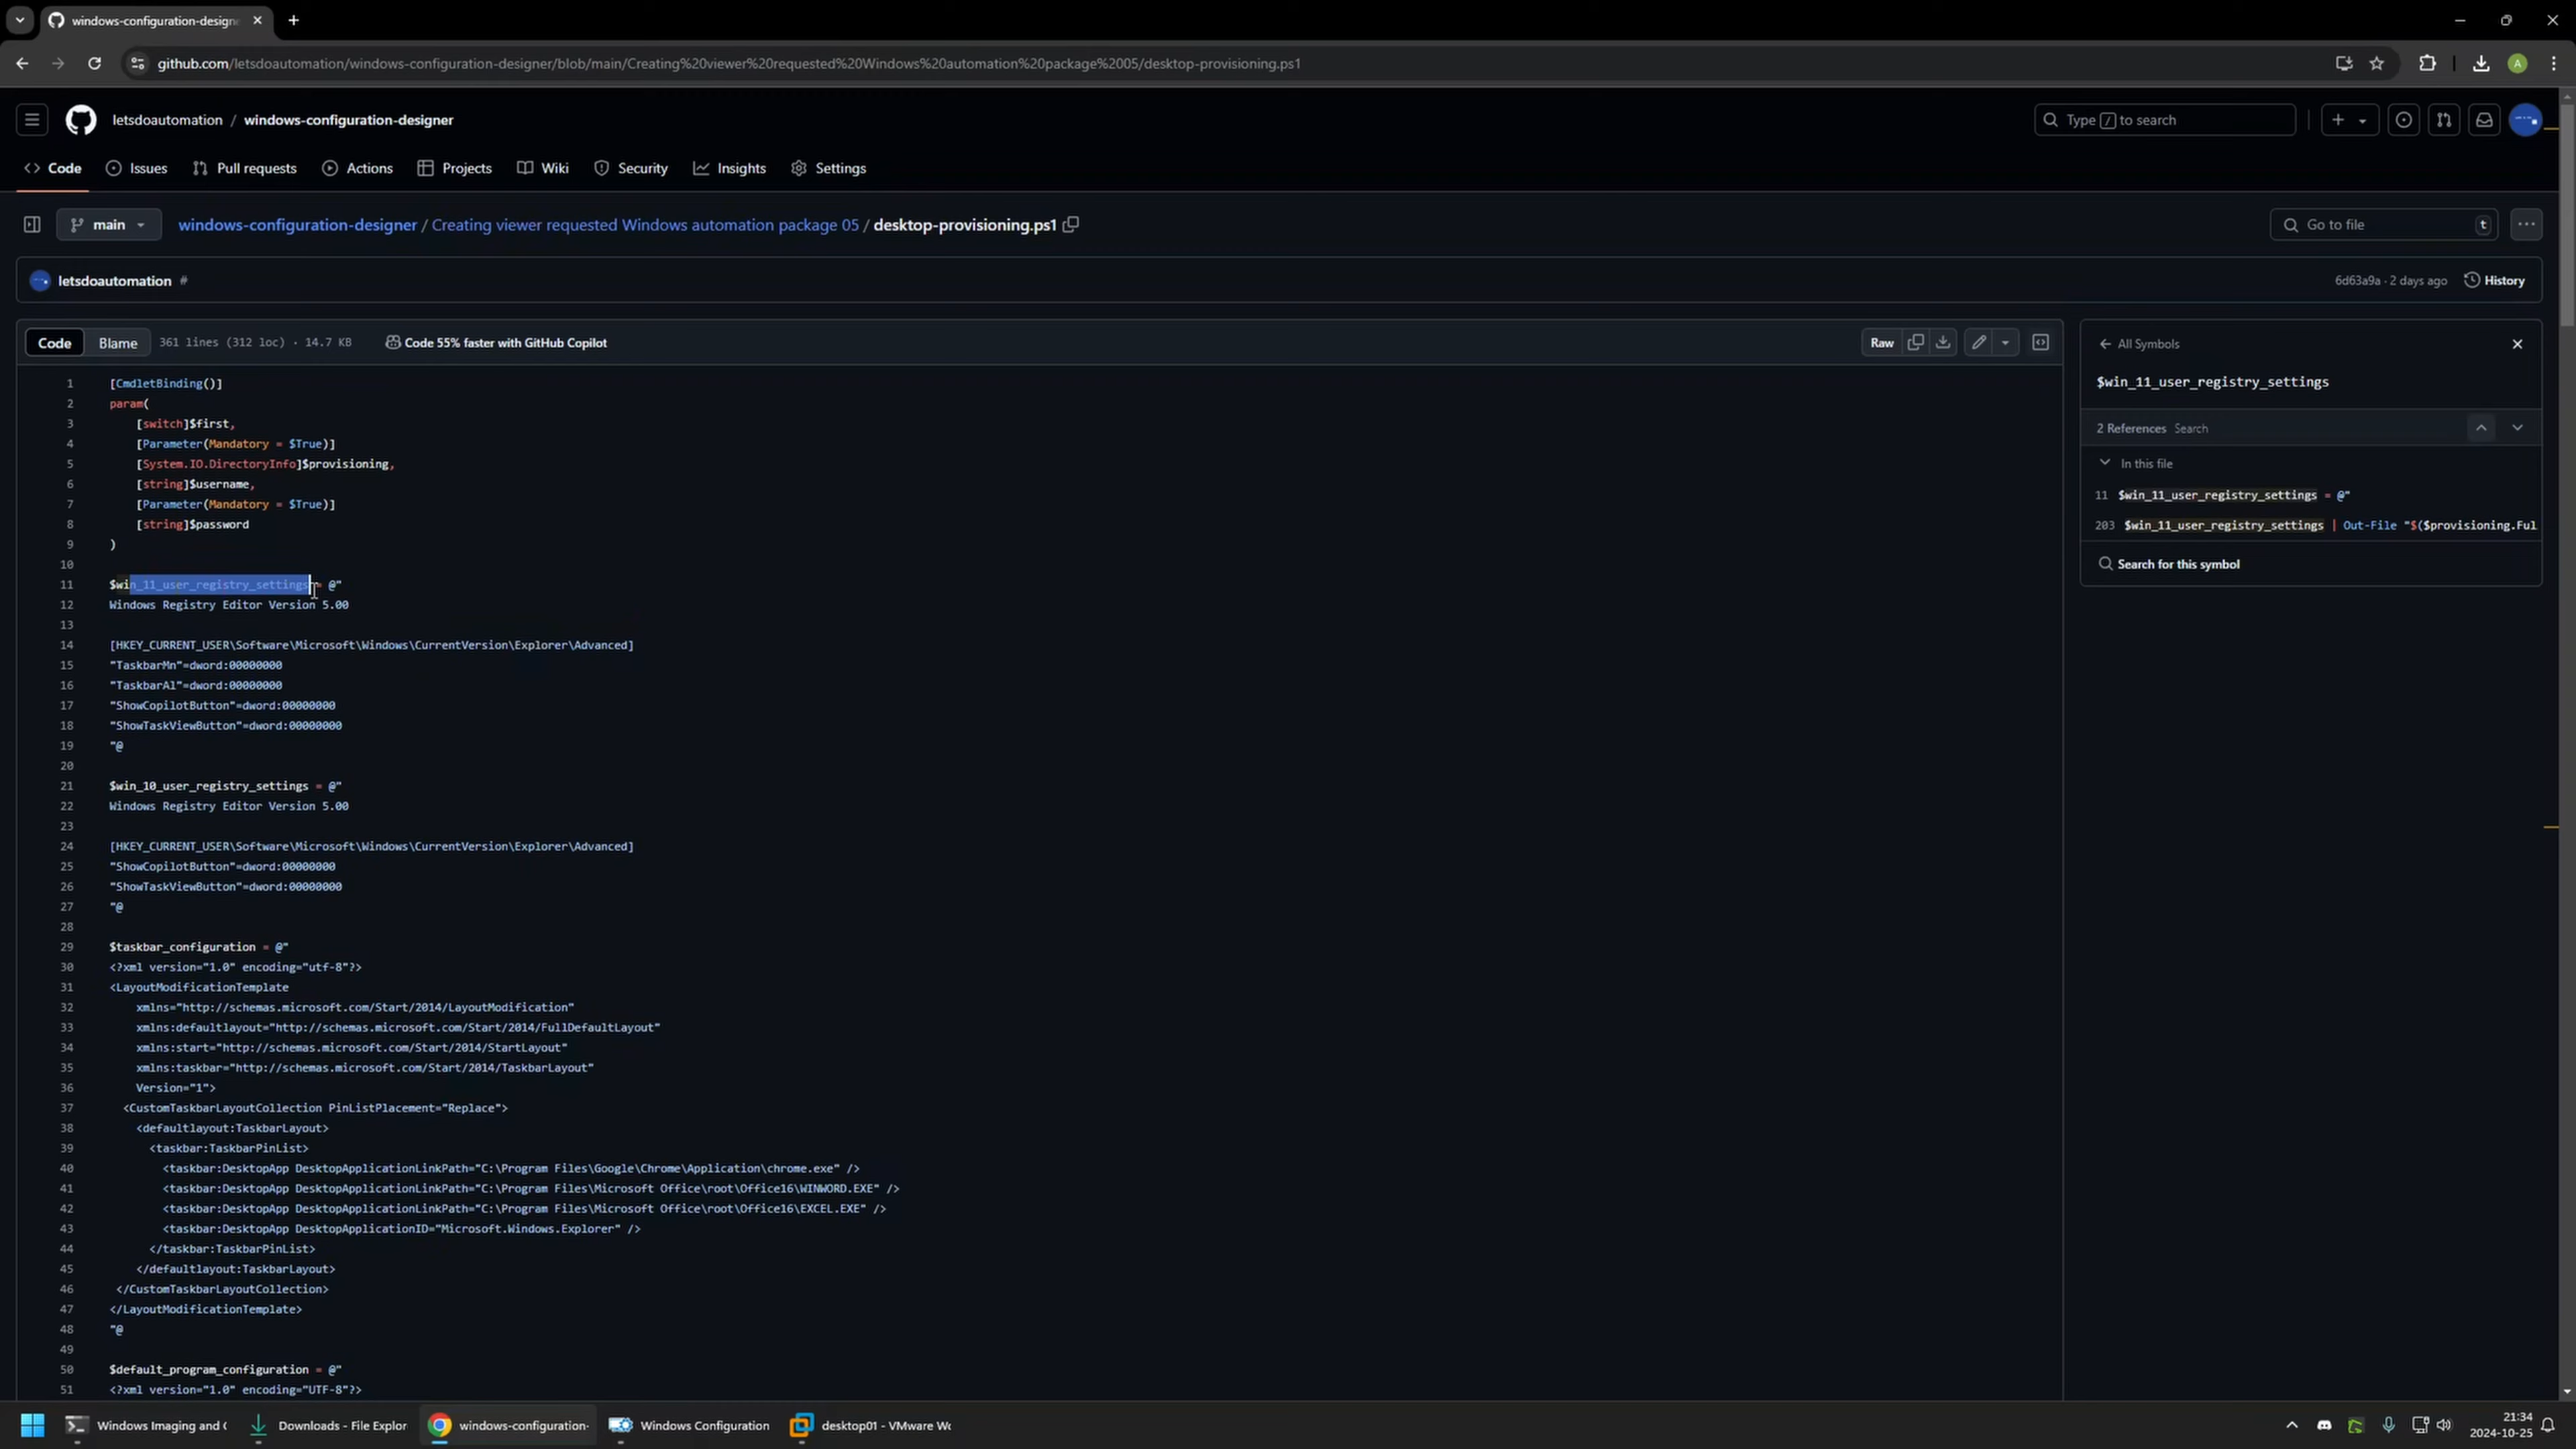 windows-configuration-designe
github.com/letsdoautomation/windows-configuration-designer/blob/main/Creating%20viewer%20requested%20Windows%20automation%20package%2005/desktop-provisioning.ps1
A
letsdoautomation / windows-configuration-designer
Type / to search
Code Issues Pull requests Actions Projects Wiki Security Insights Settings
main windows-configuration-designer / Creating viewer requested Windows automation package 05 / desktop-provisioning.ps1
Go to file t
letsdoautomation #
6d63a9a · 2 days ago History
Code Blame 361 lines (312 loc) · 14.7 KB Code 55% faster with GitHub Copilot
Raw
1 [CmdletBinding()]
2 param(
3 [switch]$first,
4 [Parameter(Mandatory = $True)]
5 [System.IO.DirectoryInfo]$provisioning,
6 [string]$username,
7 [Parameter(Mandatory = $True)]
8 [string]$password
9 )
10
11 $win_11_user_registry_settings = @"
12 Windows Registry Editor Version 5.00
13
14 [HKEY_CURRENT_USER\Software\Microsoft\Windows\CurrentVersion\Explorer\Advanced]
15 "TaskbarMn"=dword:00000000
16 "TaskbarAl"=dword:00000000
17 "ShowCopilotButton"=dword:00000000
18 "ShowTaskViewButton"=dword:00000000
19 "@
20
21 $win_10_user_registry_settings = @"
22 Windows Registry Editor Version 5.00
23
24 [HKEY_CURRENT_USER\Software\Microsoft\Windows\CurrentVersion\Explorer\Advanced]
25 "ShowCopilotButton"=dword:00000000
26 "ShowTaskViewButton"=dword:00000000
27 "@
28
29 $taskbar_configuration = @"
30 <?xml version="1.0" encoding="utf-8"?>
31 <LayoutModificationTemplate
32 xmlns="http://schemas.microsoft.com/Start/2014/LayoutModification"
33 xmlns:defaultlayout="http://schemas.microsoft.com/Start/2014/FullDefaultLayout"
34 xmlns:start="http://schemas.microsoft.com/Start/2014/StartLayout"
35 xmlns:taskbar="http://schemas.microsoft.com/Start/2014/TaskbarLayout"
36 Version="1">
37 <CustomTaskbarLayoutCollection PinListPlacement="Replace">
38 <defaultlayout:TaskbarLayout>
39 <taskbar:TaskbarPinList>
40 <taskbar:DesktopApp DesktopApplicationLinkPath="C:\Program Files\Google\Chrome\Application\chrome.exe" />
41 <taskbar:DesktopApp DesktopApplicationLinkPath="C:\Program Files\Microsoft Office\root\Office16\WINWORD.EXE" />
42 <taskbar:DesktopApp DesktopApplicationLinkPath="C:\Program Files\Microsoft Office\root\Office16\EXCEL.EXE" />
43 <taskbar:DesktopApp DesktopApplicationID="Microsoft.Windows.Explorer" />
44 </taskbar:TaskbarPinList>
45 </defaultlayout:TaskbarLayout>
46 </CustomTaskbarLayoutCollection>
47 </LayoutModificationTemplate>
48 "@
49
50 $default_program_configuration = @"
51 <?xml version="1.0" encoding="UTF-8"?>
All Symbols
$win_11_user_registry_settings
2 References Search
In this file
11 $win_11_user_registry_settings = @"
203 $win_11_user_registry_settings | Out-File "$($provisioning.Ful
Search for this symbol
Windows Imaging and C Downloads - File Explor windows-configuration- Windows Configuration desktop01 - VMware Wo
21:34
2024-10-25